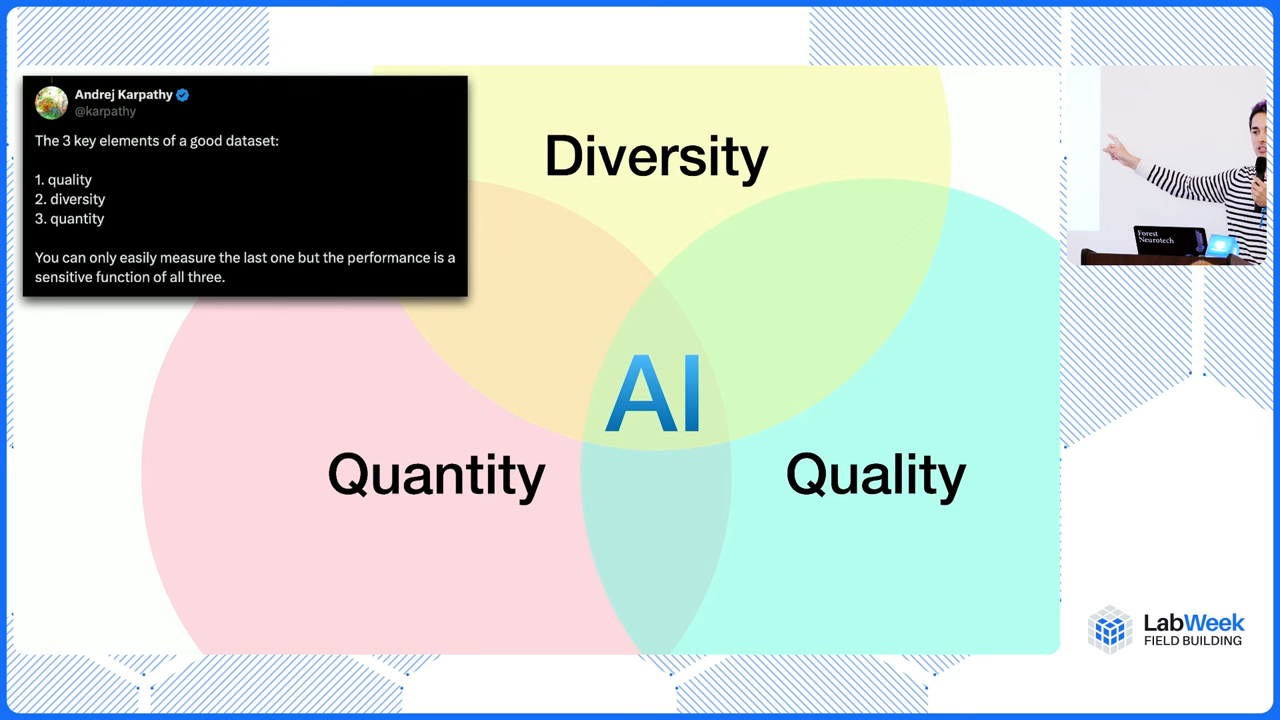 Andrej Karpathy
@karpathy
The 3 key elements of a good dataset:
1. quality
2. diversity
3. quantity
You can only easily measure the last one but the performance is a
sensitive function of all three.
Diversity
AI
Quantity
Quality
Forest
Neurotech
LabWeek
FIELD BUILDING